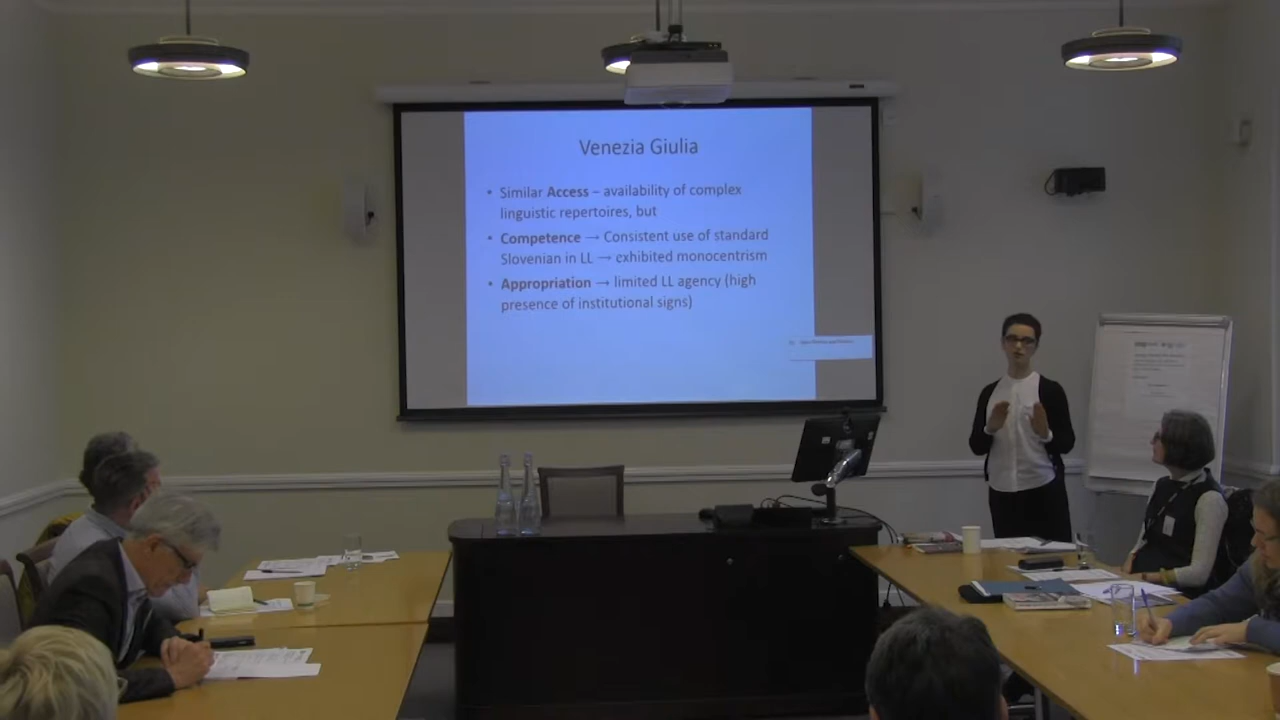 Venezia Giulia
• Similar Access – availability of complex
linguistic repertoires, but
• Competence → Consistent use of standard
Slovenian in LL → exhibited monocentrism
• Appropriation → limited LL agency (high
presence of institutional signs)